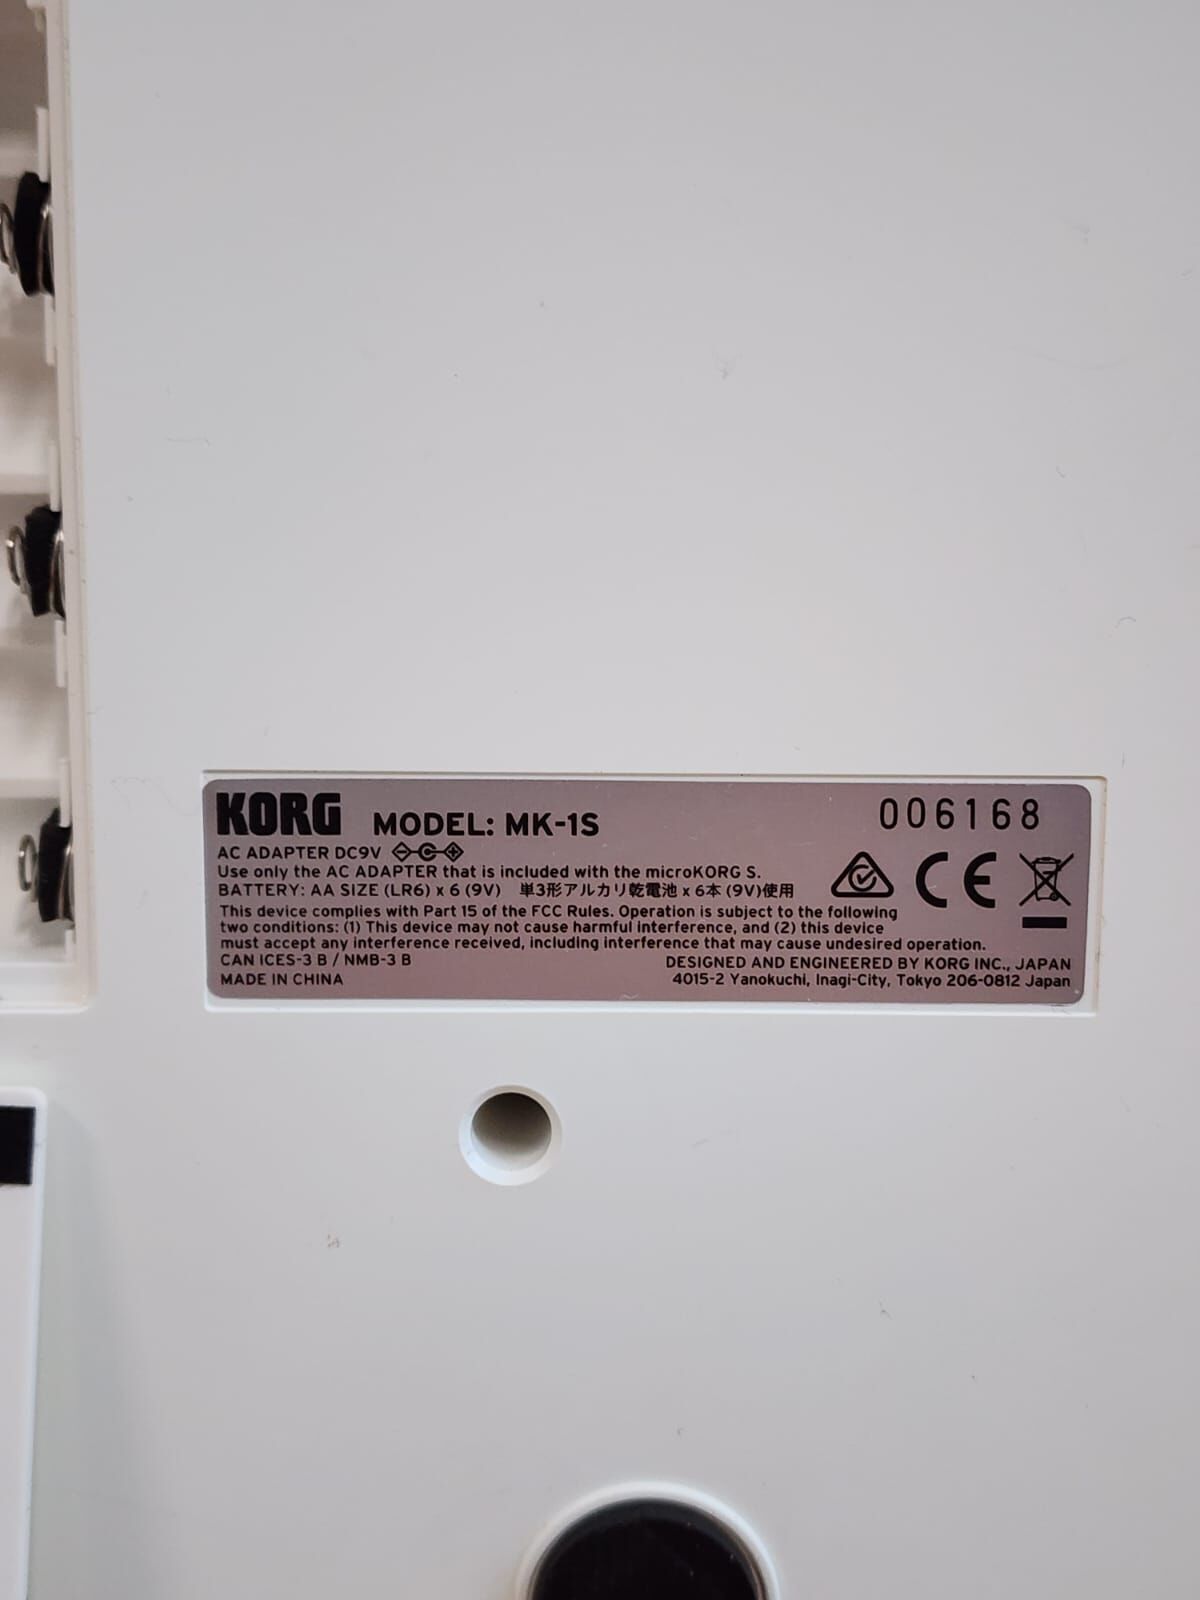 KORG MODEL: MK-1S 006168
AC ADAPTER DC9V
Use only the AC ADAPTER that is included with the microKORG S.
BATTERY: AA SIZE (LR6) x 6 (9V) 単3形アルカリ乾電池 x 6本 (9V)使用
CE
This device complies with Part 15 of the FCC Rules. Operation is subject to the following
two conditions: (1) This device may not cause harmful interference, and (2) this device
must accept any interference received, including interference that may cause undesired operation.
CAN ICES-3 B / NMB-3 B DESIGNED AND ENGINEERED BY KORG INC., JAPAN
MADE IN CHINA 4015-2 Yanokuchi, Inagi-City, Tokyo 206-0812 Japan